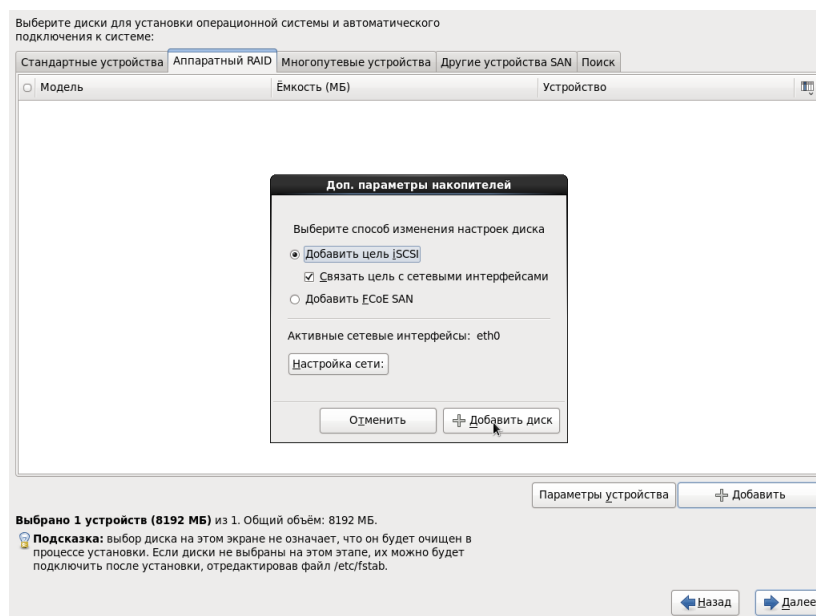 Выберите диски для установки операционной системы и автоматического
подключения к системе:
Стандартные устройства Аппаратный RAID Многопутевые устройства Другие устройства SAN Поиск
Модель Ёмкость (МБ) Устройство
Доп. параметры накопителей
Выберите способ изменения настроек диска
Добавить цель iSCSI
Связать цель с сетевыми интерфейсами
Добавить FCoE SAN
Активные сетевые интерфейсы: eth0
Настройка сети:
Отменить Добавить диск
Параметры устройства Добавить
Выбрано 1 устройств (8192 МБ) из 1. Общий объём: 8192 МБ.
Подсказка: выбор диска на этом экране не означает, что он будет очищен в
процессе установки. Если диски не выбраны на этом этапе, их можно будет
подключить после установки, отредактировав файл /etc/fstab.
Назад Далее